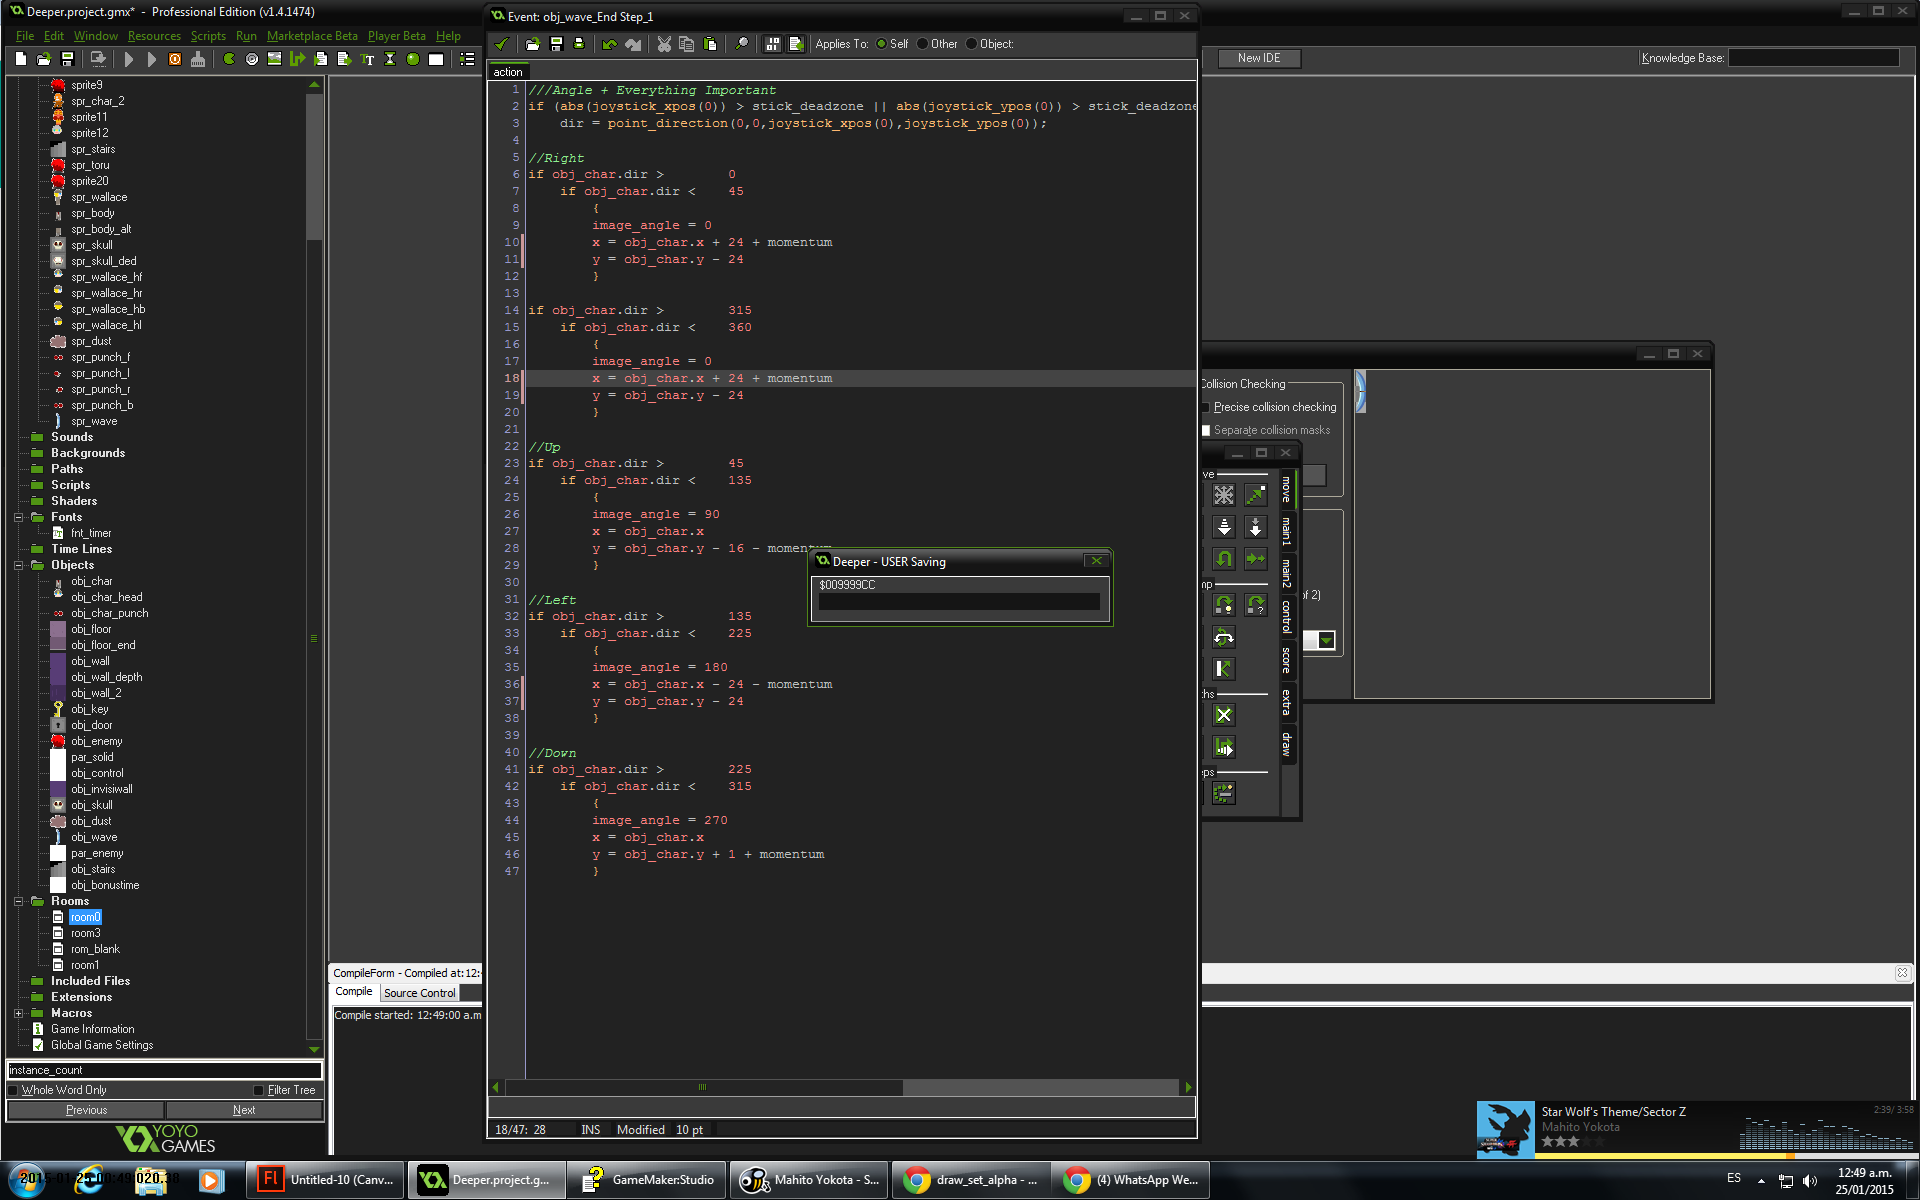 Deeper.project.gmx* - Professional Edition (v1.4.1474)
File Edit Window Resources Scripts Run Marketplace Beta Player Beta Help
New IDE
Knowledge Base:
sprite9
spr_char_2
sprite11
sprite12
spr_stairs
spr_toru
sprite20
spr_wallace
spr_body
spr_body_alt
spr_skull
spr_skull_ded
spr_wallace_hf
spr_wallace_hr
spr_wallace_hb
spr_wallace_hl
spr_dust
spr_punch_f
spr_punch_l
spr_punch_r
spr_punch_b
spr_wave
Sounds
Backgrounds
Paths
Scripts
Shaders
Fonts
fnt_timer
Time Lines
Objects
obj_char
obj_char_head
obj_char_punch
obj_floor
obj_floor_end
obj_wall
obj_wall_depth
obj_wall_2
obj_key
obj_door
obj_enemy
par_solid
obj_control
obj_invisiwall
obj_skull
obj_dust
obj_wave
par_enemy
obj_stairs
obj_bonustime
Rooms
room0
room3
rom_blank
room1
Included Files
Extensions
Macros
Game Information
Global Game Settings
instance_count
Whole Word Only Filter Tree
Previous Next
YOYO GAMES
Event: obj_wave_End Step_1
Applies To: Self Other Object:
action
1 ///Angle + Everything Important
2 if (abs(joystick_xpos(0)) > stick_deadzone || abs(joystick_ypos(0)) > stick_deadzone
3 dir = point_direction(0,0,joystick_xpos(0),joystick_ypos(0));
4
5 //Right
6 if obj_char.dir > 0
7 if obj_char.dir < 45
8 {
9 image_angle = 0
10 x = obj_char.x + 24 + momentum
11 y = obj_char.y - 24
12 }
13
14 if obj_char.dir > 315
15 if obj_char.dir < 360
16 {
17 image_angle = 0
18 x = obj_char.x + 24 + momentum
19 y = obj_char.y - 24
20 }
21
22 //Up
23 if obj_char.dir > 45
24 if obj_char.dir < 135
25 {
26 image_angle = 90
27 x = obj_char.x
28 y = obj_char.y - 16 - momentum
29 }
30
31 //Left
32 if obj_char.dir > 135
33 if obj_char.dir < 225
34 {
35 image_angle = 180
36 x = obj_char.x - 24 - momentum
37 y = obj_char.y - 24
38 }
39
40 //Down
41 if obj_char.dir > 225
42 if obj_char.dir < 315
43 {
44 image_angle = 270
45 x = obj_char.x
46 y = obj_char.y + 1 + momentum
47 }
18/47: 28 INS Modified 10 pt
Deeper - USER Saving
$009999CC
Collision Checking
Precise collision checking
Separate collision masks
of 2)
move
main1
main2
control
score
extra
draw
CompileForm - Compiled at:12:
Compile Source Control
Compile started: 12:49:00 a.m
Star Wolf's Theme/Sector Z
Mahito Yokota
2:39/ 3:58
2015-01-25 00:49:020.38
Untitled-10 (Canv...
Deeper.project.g...
GameMaker:Studio
Mahito Yokota - S...
draw_set_alpha - ...
(4) WhatsApp We...
ES
12:49 a.m.
25/01/2015